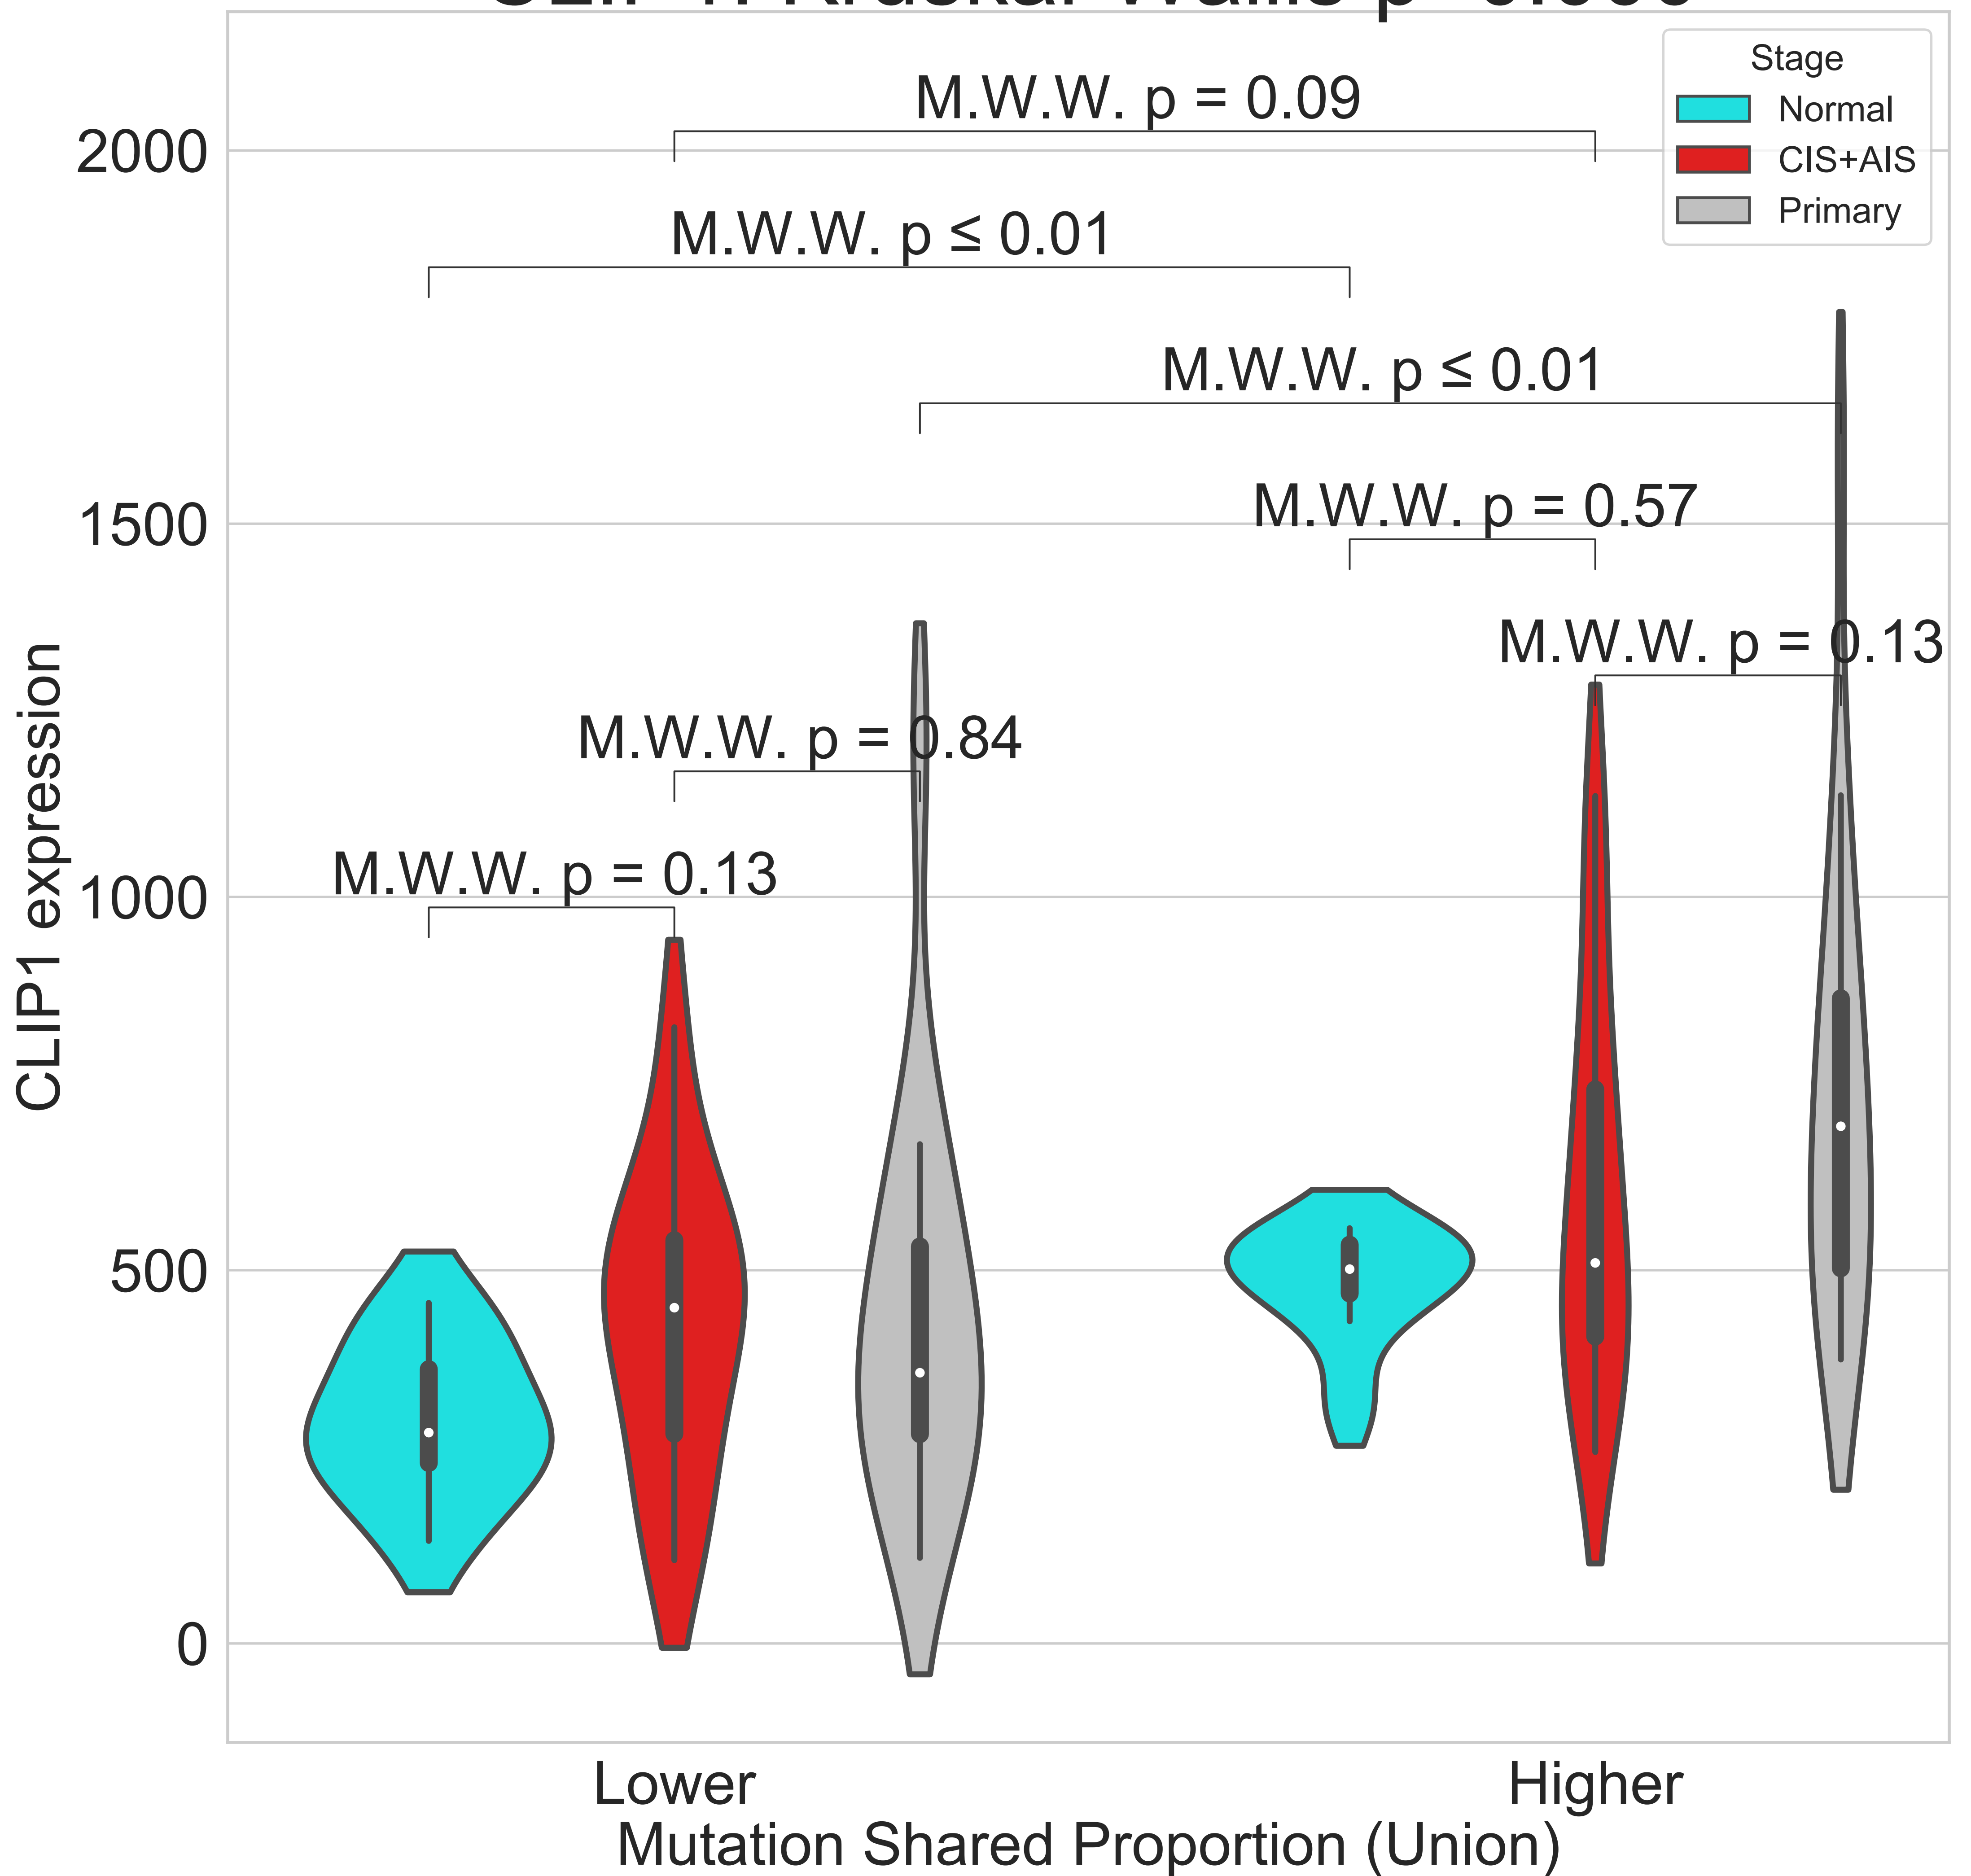 Stage
Normal
CIS+AIS
Primary
M.W.W. p = 0.09
M.W.W. p ≤ 0.01
M.W.W. p ≤ 0.01
M.W.W. p = 0.57
M.W.W. p = 0.13
M.W.W. p = 0.84
M.W.W. p = 0.13
2000
1500
1000
500
0
CLIP1 expression
Lower
Higher
Mutation Shared Proportion (Union)